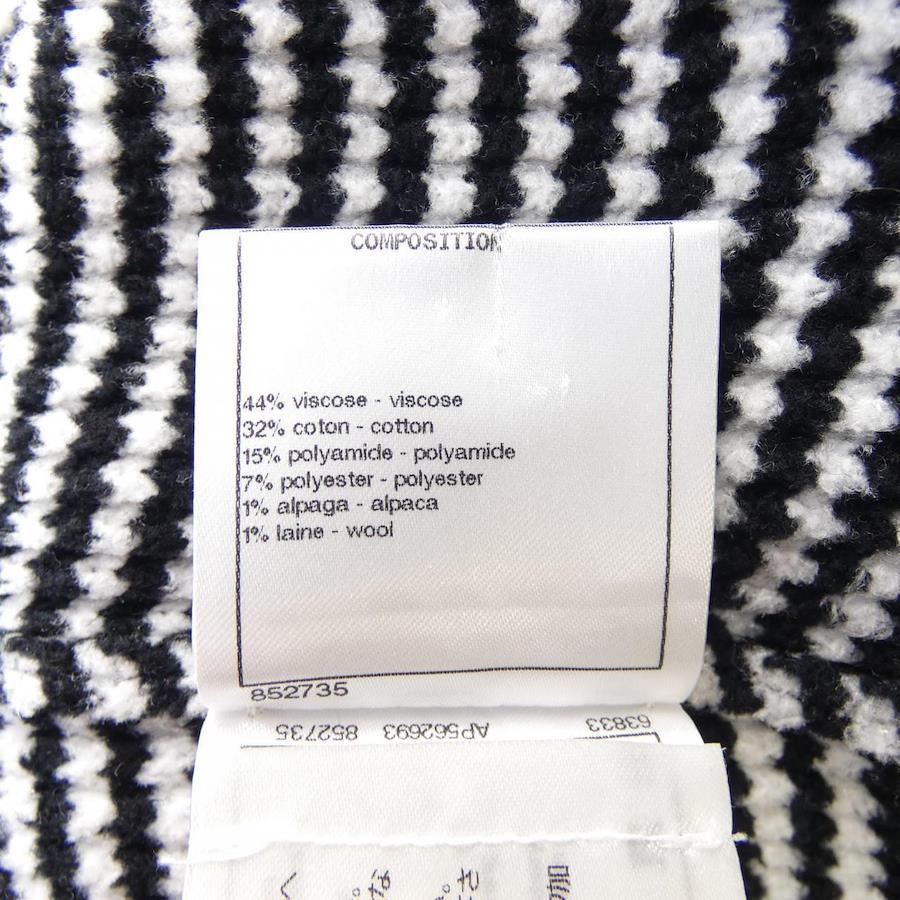 COMPOSITION
44% viscose - viscose
32% coton - cotton
15% polyamide - polyamide
7% polyester - polyester
1% alpaga - alpaca
1% laine - wool
852735
63833 AP562693 852735